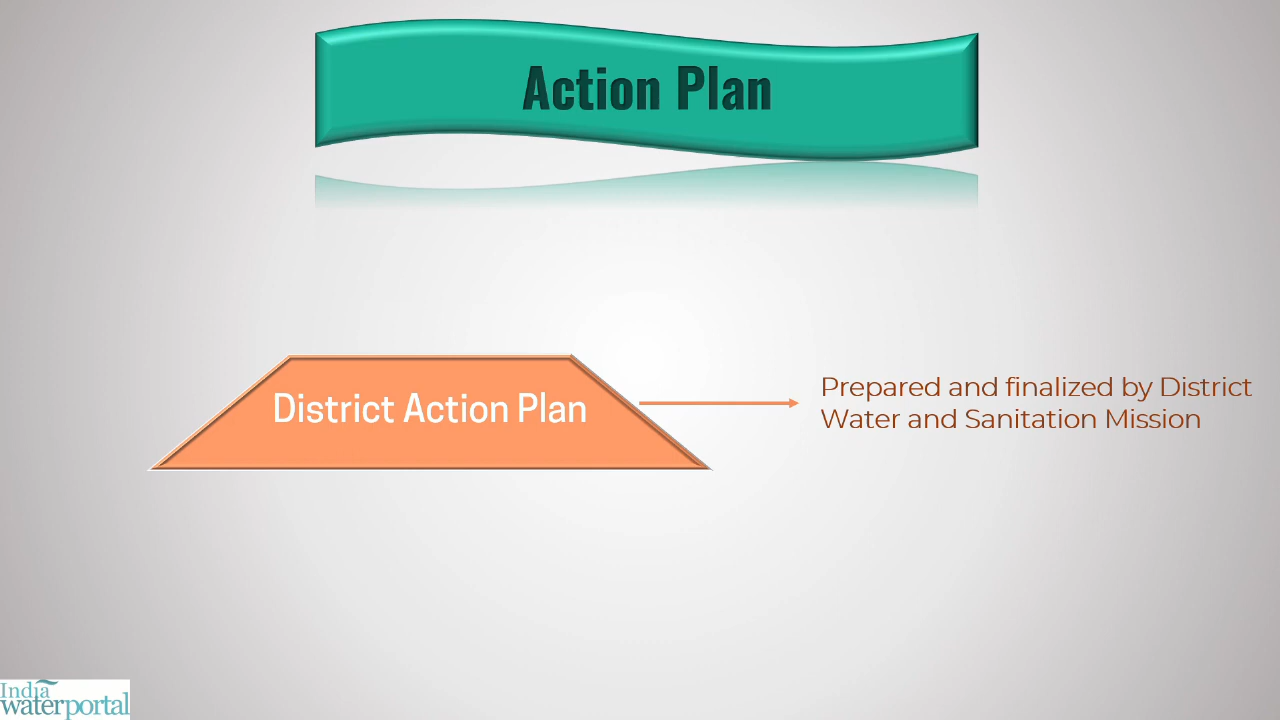 Action Plan
District Action Plan
Prepared and finalized by District
Water and Sanitation Mission
India
waterportal